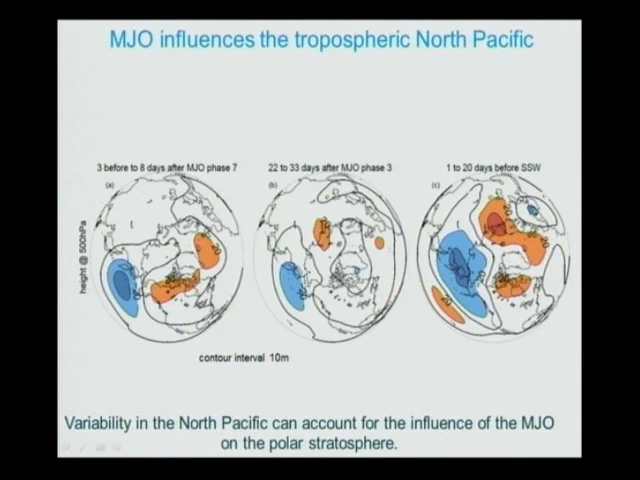 MJO influences the tropospheric North Pacific
3 before to 8 days after MJO phase 7
22 to 33 days after MJO phase 3
1 to 20 days before SSW
(a)
(b)
(c)
height @ 500hPa
contour interval 10m
Variability in the North Pacific can account for the influence of the MJO
on the polar stratosphere.